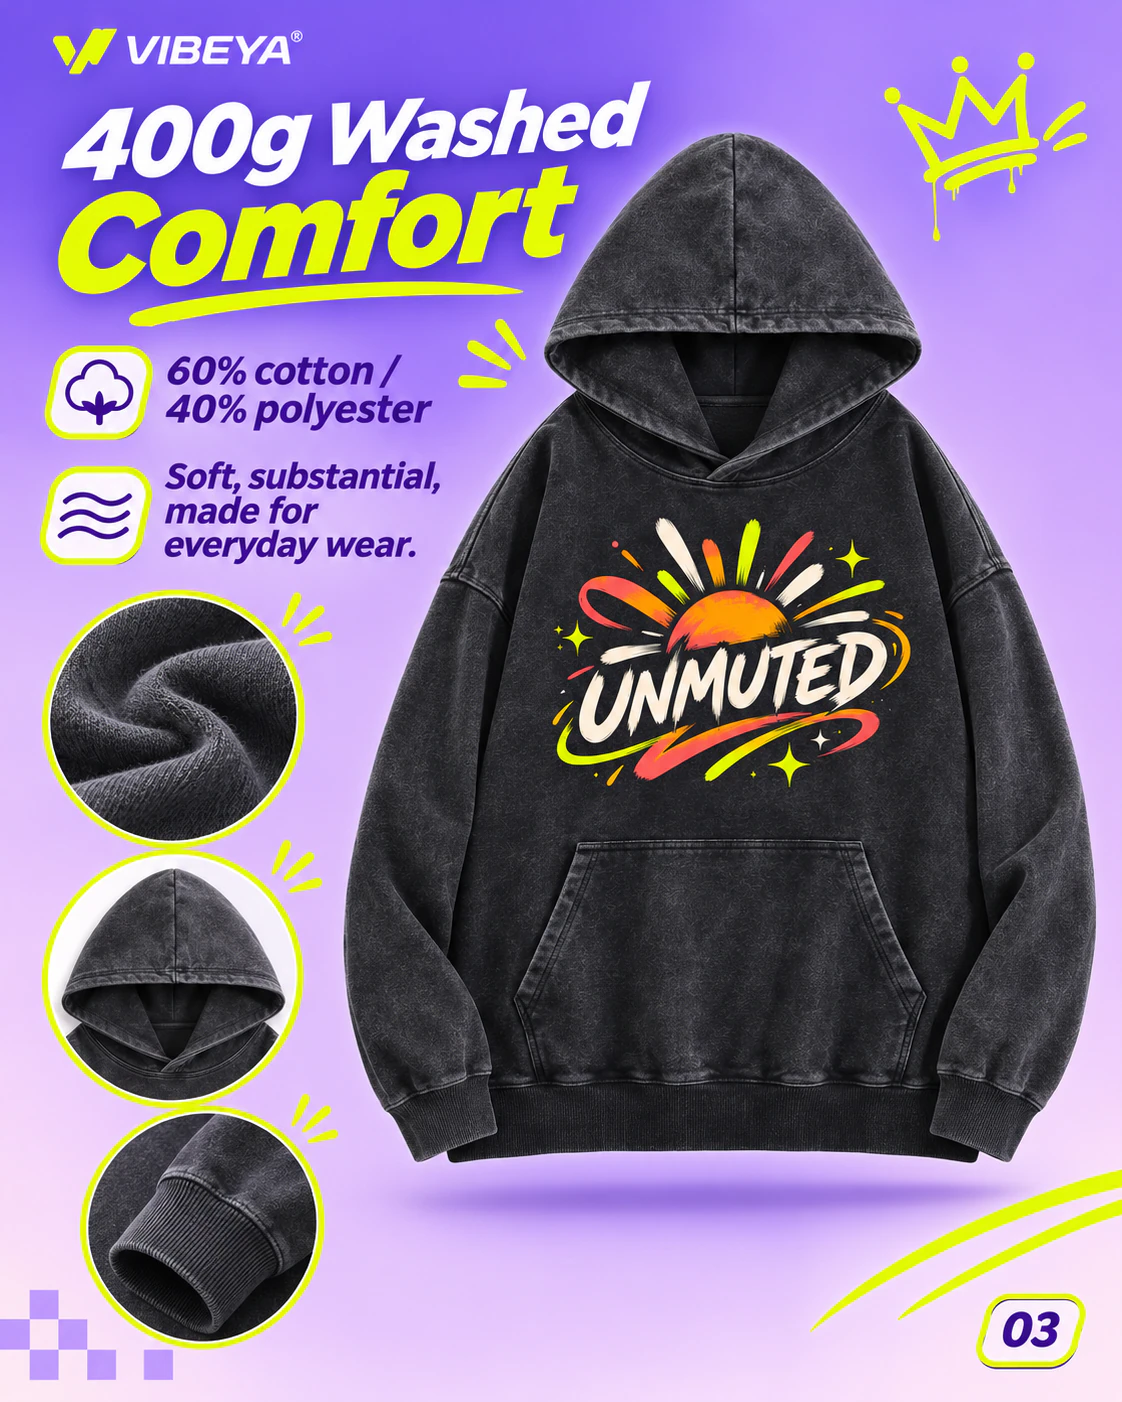 VIBEYA®
400g Washed
Comfort
60% cotton /
40% polyester
Soft, substantial,
made for
everyday wear.
UNMUTED
03